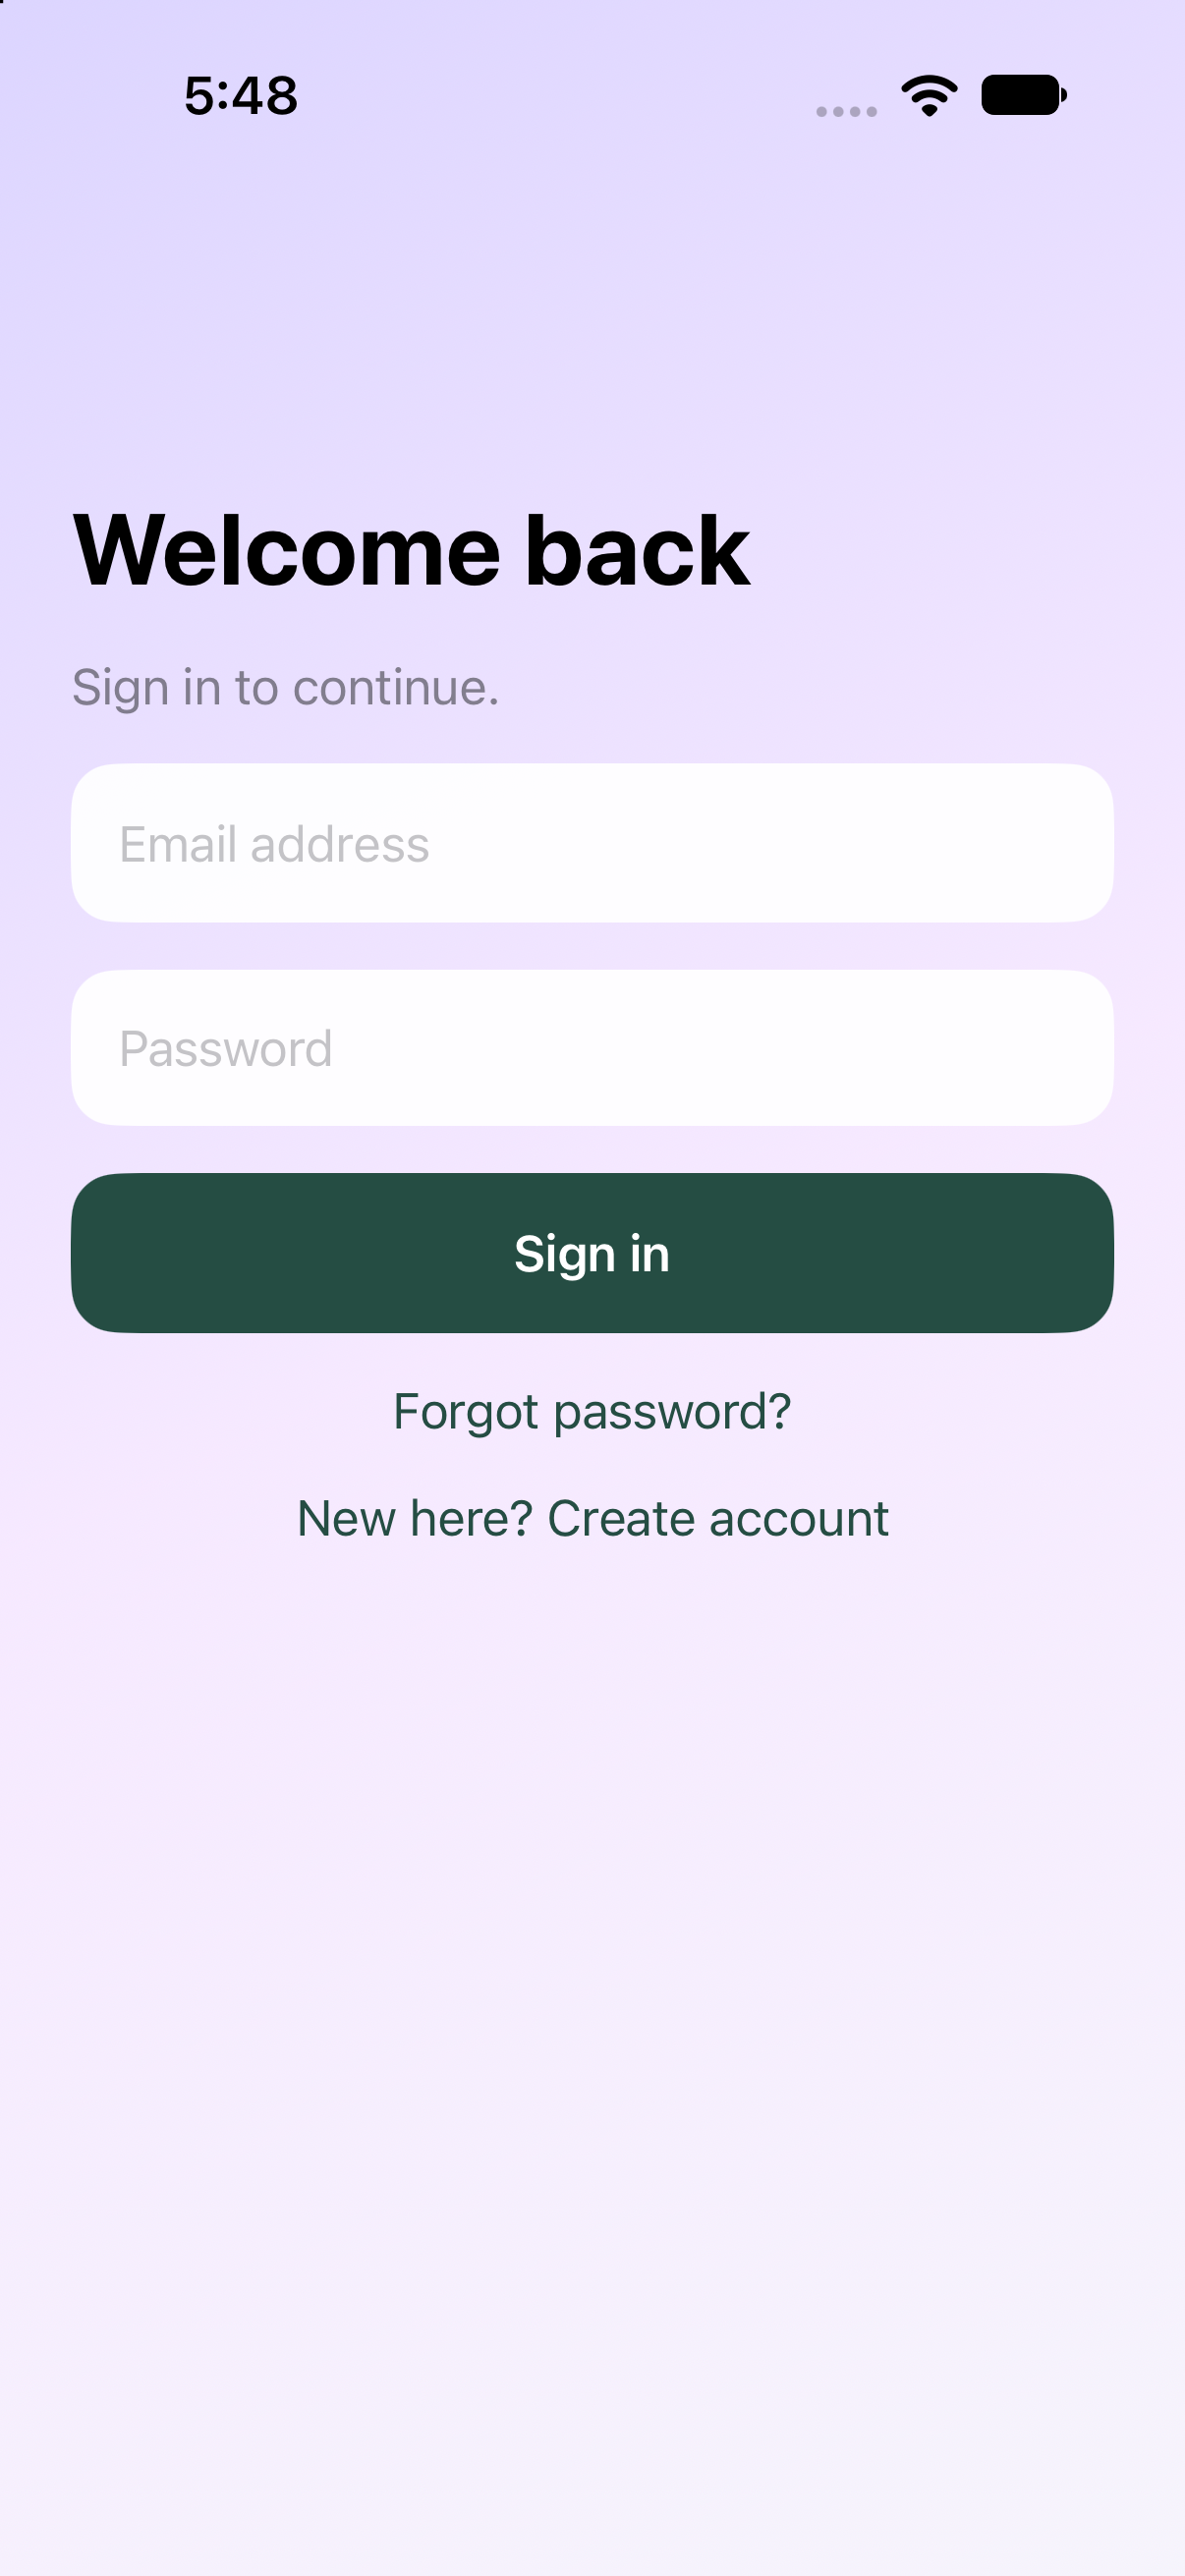 5:48
Welcome back
Sign in to continue.
Email address
Password
Sign in
Forgot password?
New here? Create account